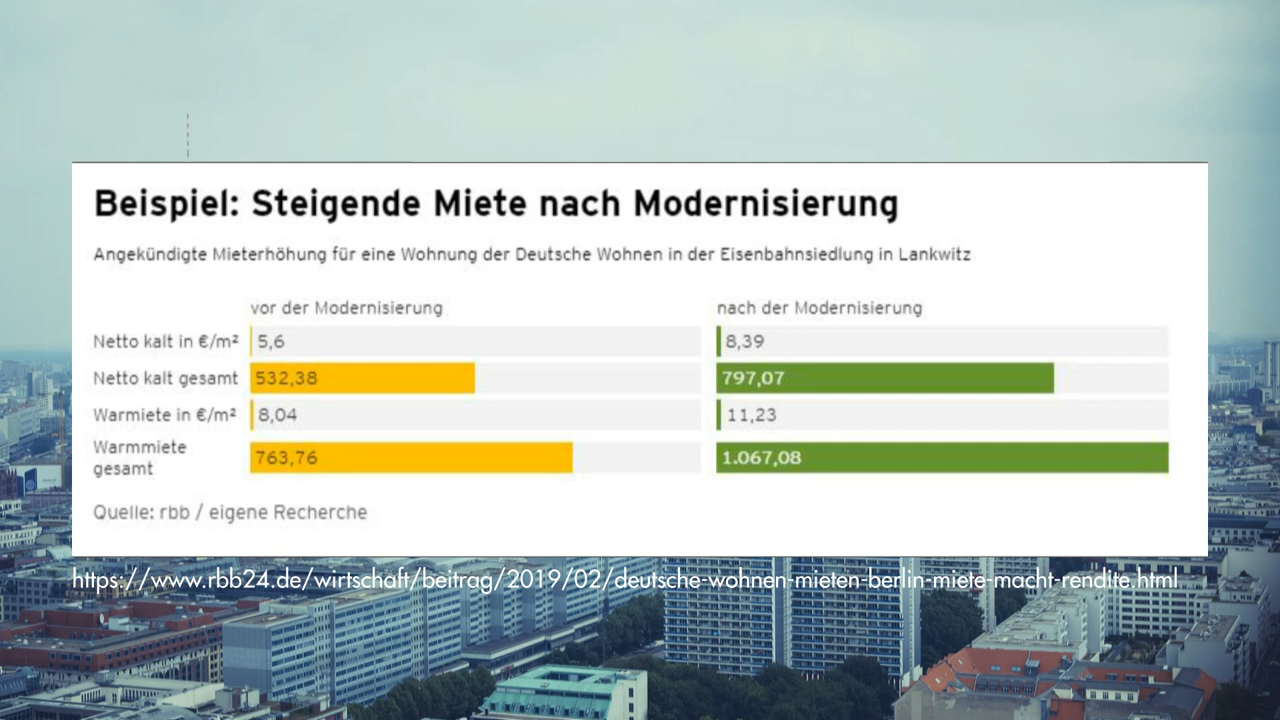 Beispiel: Steigende Miete nach Modernisierung
Angekündigte Mieterhöhung für eine Wohnung der Deutsche Wohnen in der Eisenbahnsiedlung in Lankwitz
vor der Modernisierung nach der Modernisierung
Netto kalt in €/m² 5,6 8,39
Netto kalt gesamt 532,38 797,07
Warmiete in €/m² 8,04 11,23
Warmmiete
gesamt 763,76 1.067,08
Quelle: rbb / eigene Recherche
https://www.rbb24.de/wirtschaft/beitrag/2019/02/deutsche-wohnen-mieten-berlin-miete-macht-rendite.html